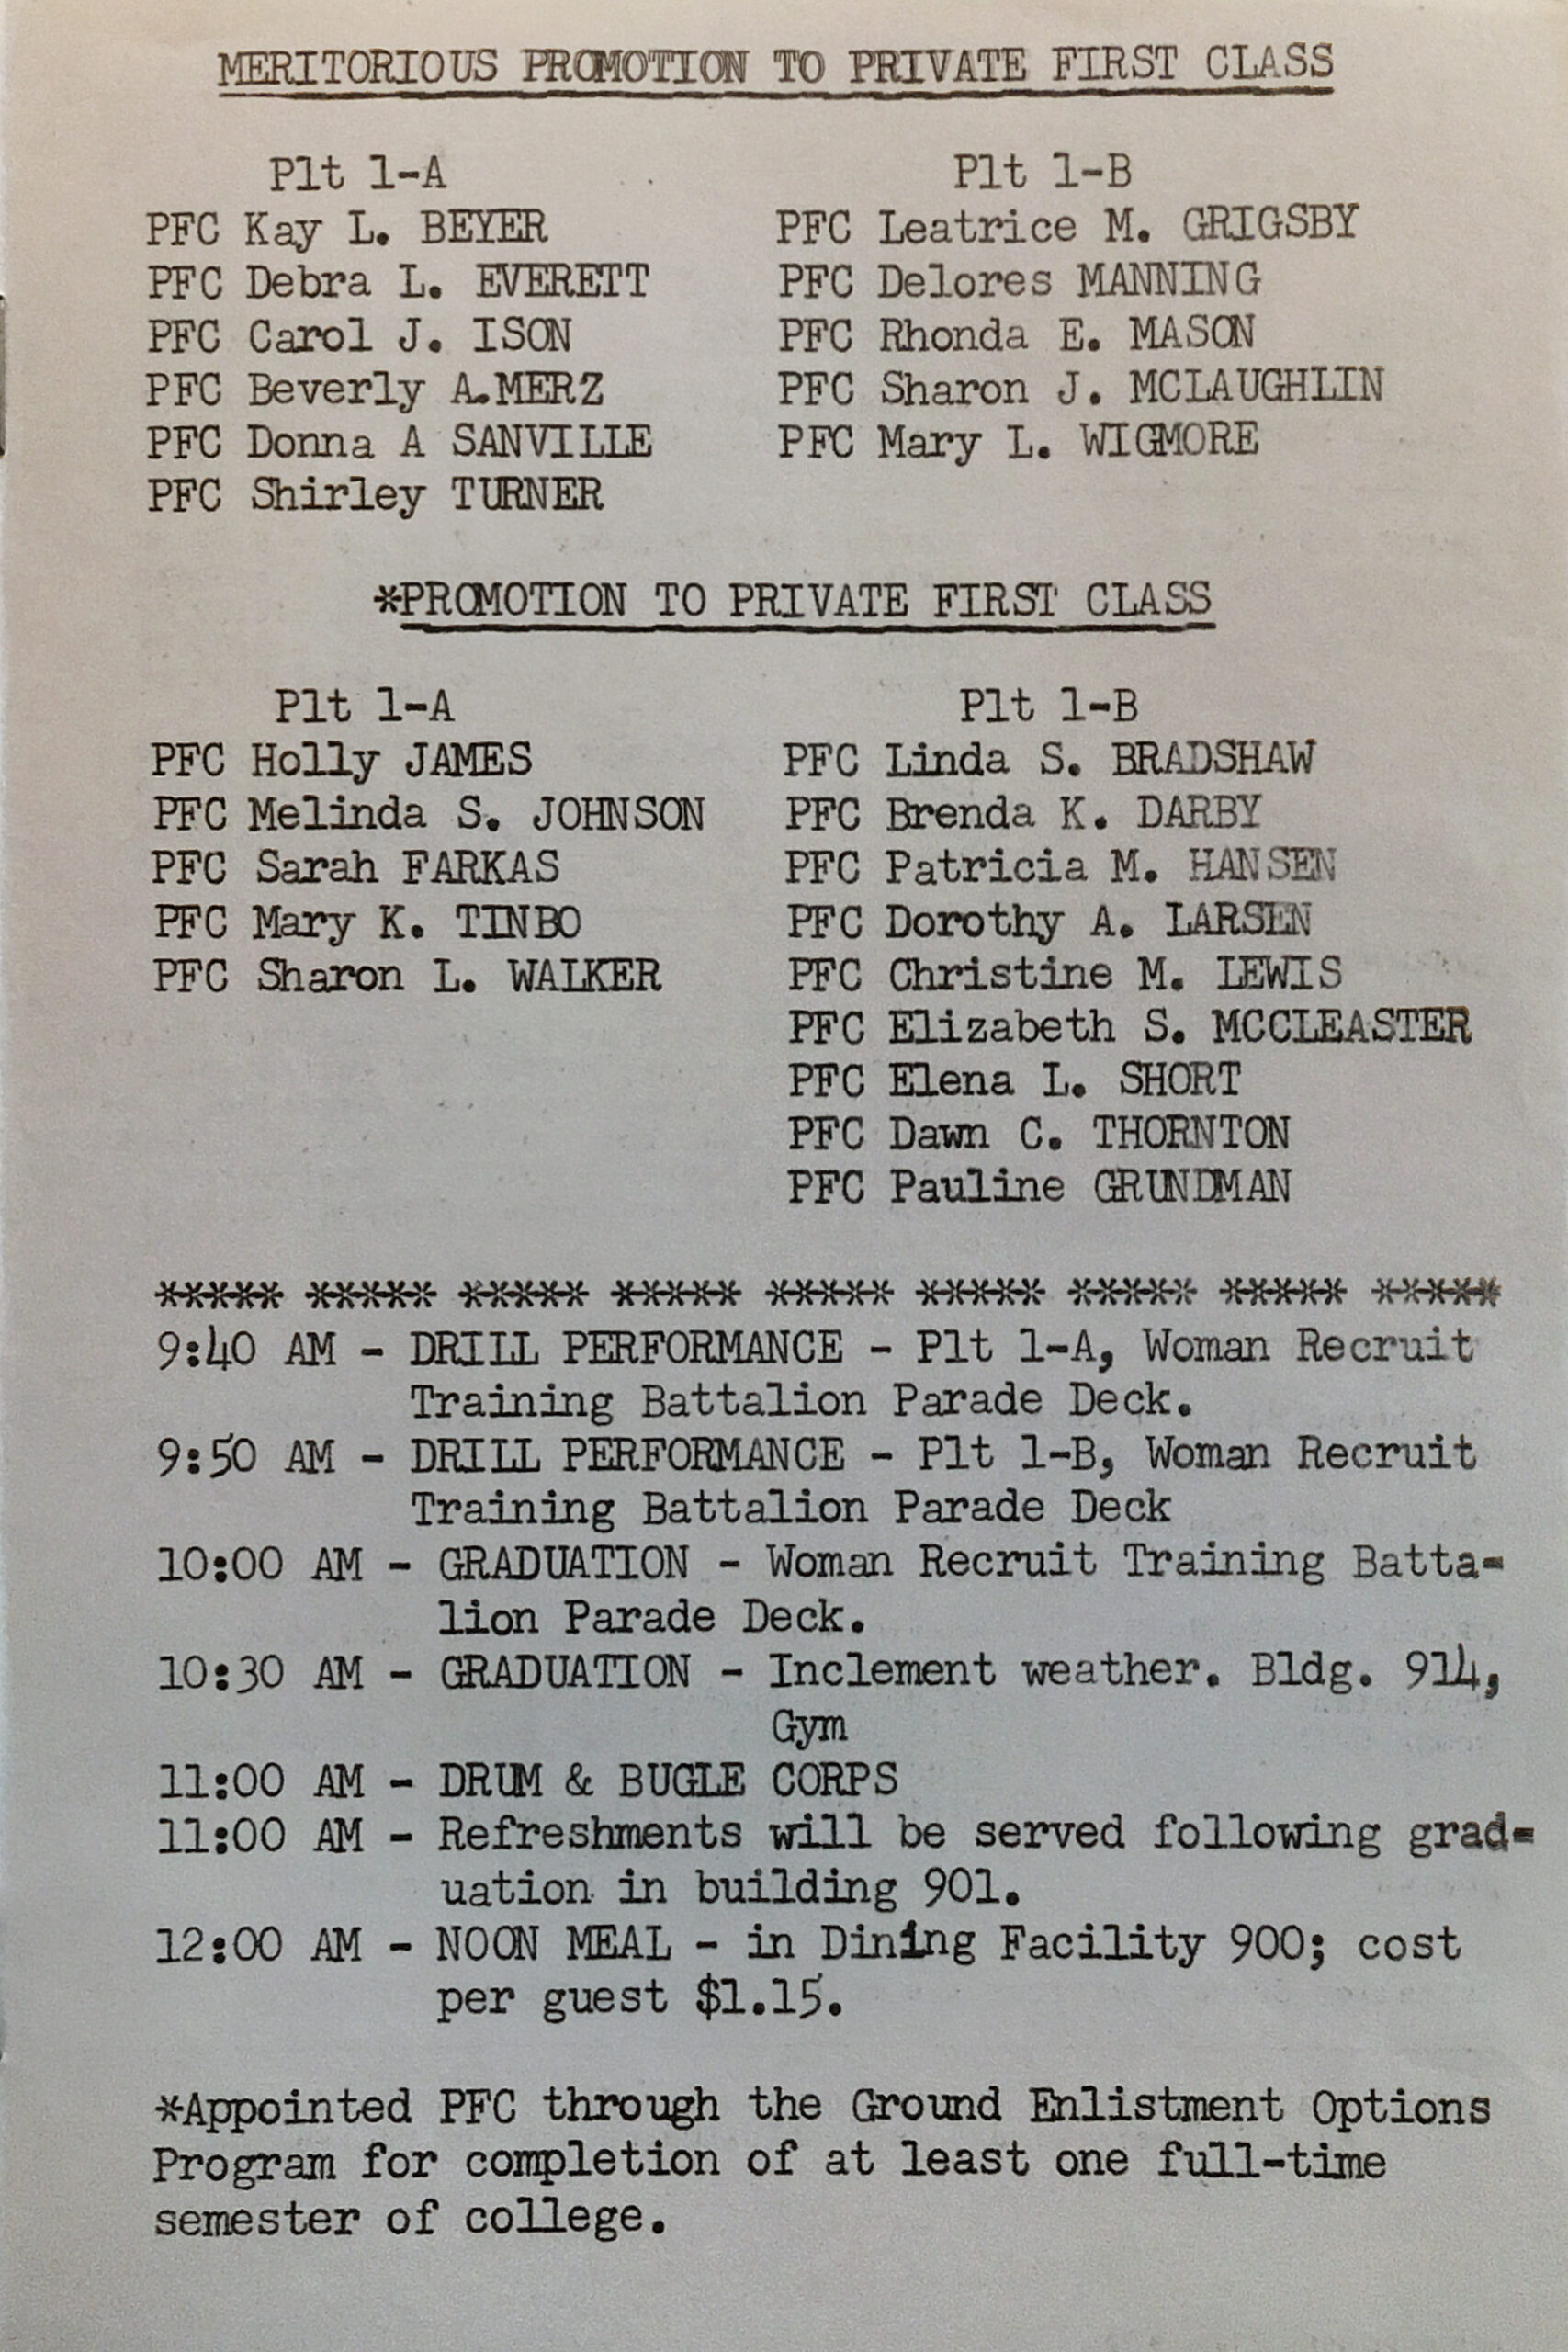 MERITORIOUS PROMOTION TO PRIVATE FIRST CLASS
Plt 1-A
PFC Kay L. BEYER
PFC Debra L. EVERETT
PFC Carol J. ISON
PFC Beverly A.MERZ
PFC Donna A SANVILLE
PFC Shirley TURNER
Plt 1-B
PFC Leatrice M. GRIGSBY
PFC Delores MANNING
PFC Rhonda E. MASON
PFC Sharon J. MCLAUGHLIN
PFC Mary L. WIGMORE
*PROMOTION TO PRIVATE FIRST CLASS
Plt 1-A
PFC Holly JAMES
PFC Melinda S. JOHNSON
PFC Sarah FARKAS
PFC Mary K. TINBO
PFC Sharon L. WALKER
Plt 1-B
PFC Linda S. BRADSHAW
PFC Brenda K. DARBY
PFC Patricia M. HANSEN
PFC Dorothy A. LARSEN
PFC Christine M. LEWIS
PFC Elizabeth S. MCCLEASTER
PFC Elena L. SHORT
PFC Dawn C. THORNTON
PFC Pauline GRUNDMAN
***** ***** ***** ***** ***** ***** ***** ***** *****
9:40 AM - DRILL PERFORMANCE - Plt 1-A, Woman Recruit
Training Battalion Parade Deck.
9:50 AM - DRILL PERFORMANCE - Plt 1-B, Woman Recruit
Training Battalion Parade Deck
10:00 AM - GRADUATION - Woman Recruit Training Batta-
lion Parade Deck.
10:30 AM - GRADUATION - Inclement weather. Bldg. 914,
Gym
11:00 AM - DRUM & BUGLE CORPS
11:00 AM - Refreshments will be served following grad-
uation in building 901.
12:00 AM - NOON MEAL - in Dining Facility 900; cost
per guest $1.15.
*Appointed PFC through the Ground Enlistment Options
Program for completion of at least one full-time
semester of college.